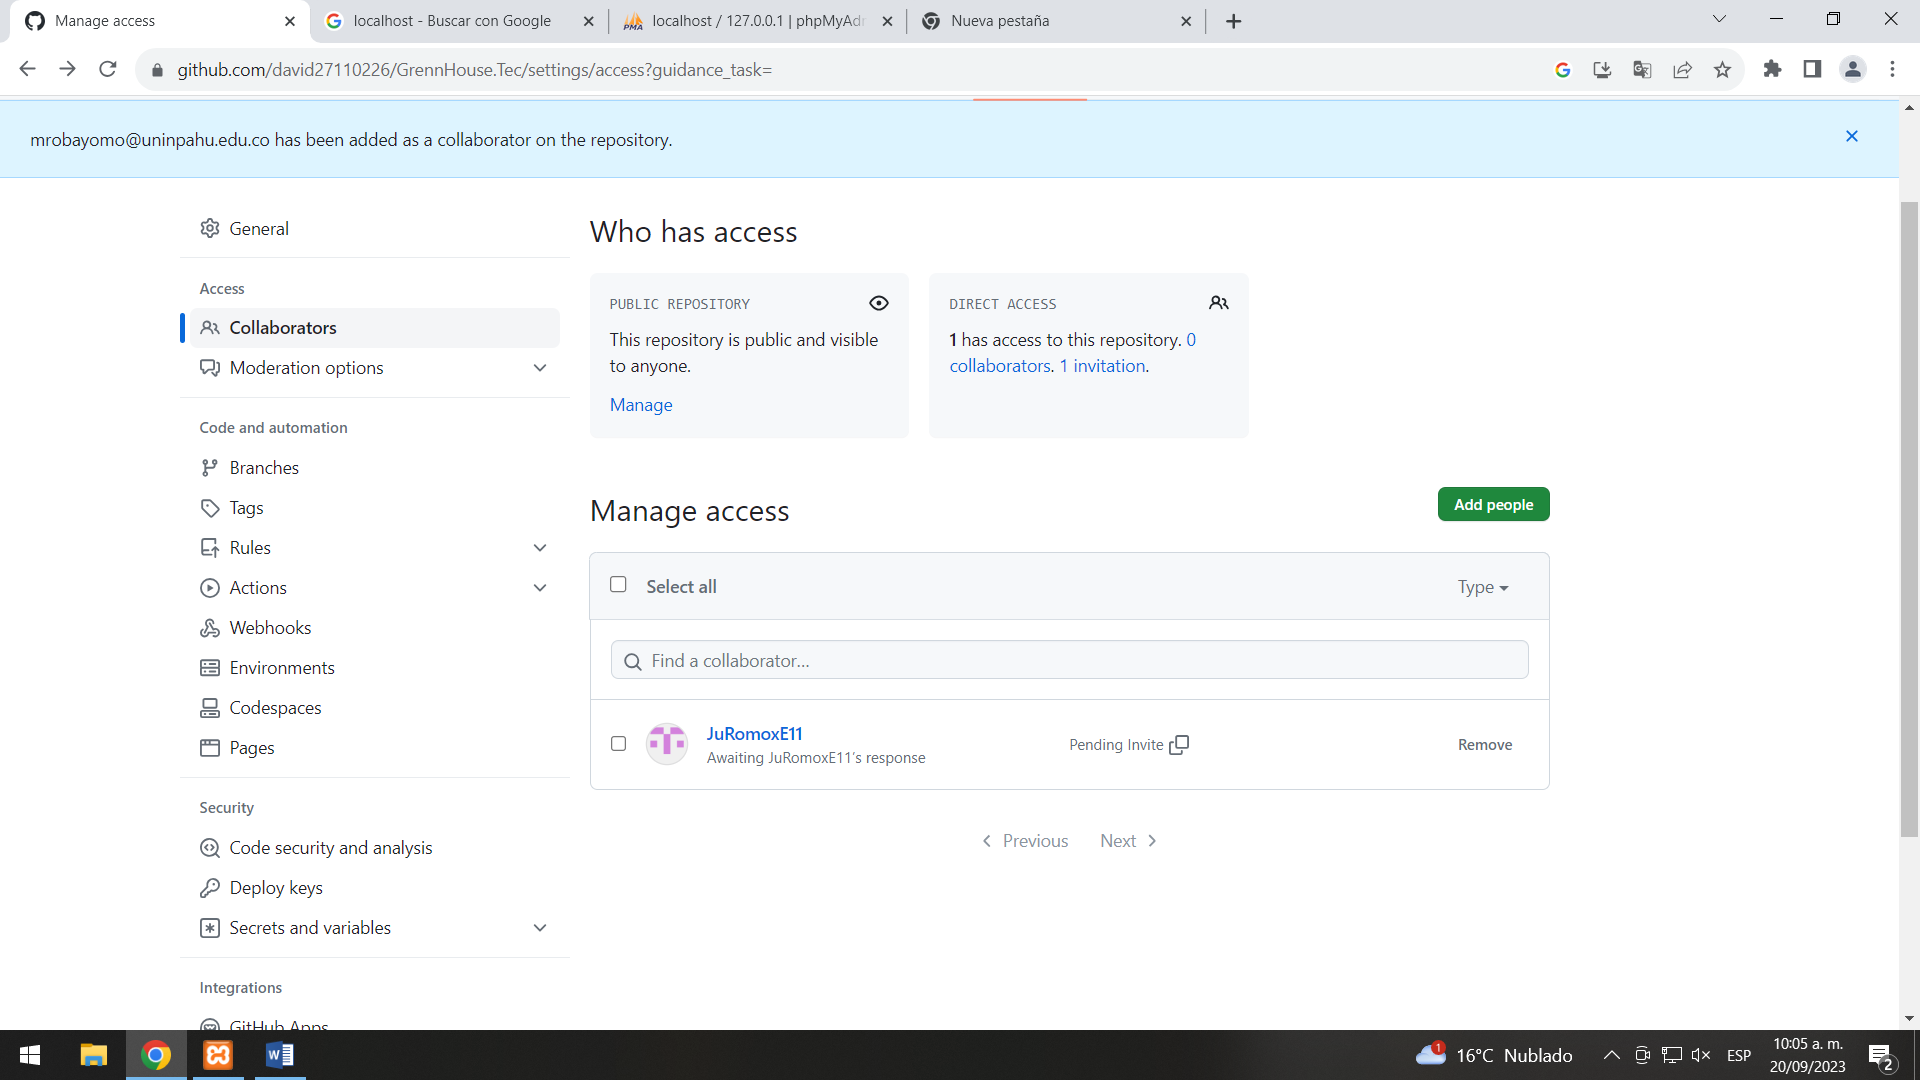 Manage access
localhost - Buscar con Google
localhost / 127.0.0.1 | phpMyAdm
Nueva pestaña
github.com/david27110226/GrennHouse.Tec/settings/access?guidance_task=
mrobayomo@uninpahu.edu.co has been added as a collaborator on the repository.
General
Access
Collaborators
Moderation options
Code and automation
Branches
Tags
Rules
Actions
Webhooks
Environments
Codespaces
Pages
Security
Code security and analysis
Deploy keys
Secrets and variables
Integrations
GitHub Apps
Who has access
PUBLIC REPOSITORY
This repository is public and visible
to anyone.
Manage
DIRECT ACCESS
1 has access to this repository. 0
collaborators. 1 invitation.
Manage access
Add people
Select all
Type
Find a collaborator...
JuRomoxE11
Awaiting JuRomoxE11's response
Pending Invite
Remove
Previous
Next
1
16°C Nublado
ESP
10:05 a. m.
20/09/2023
2